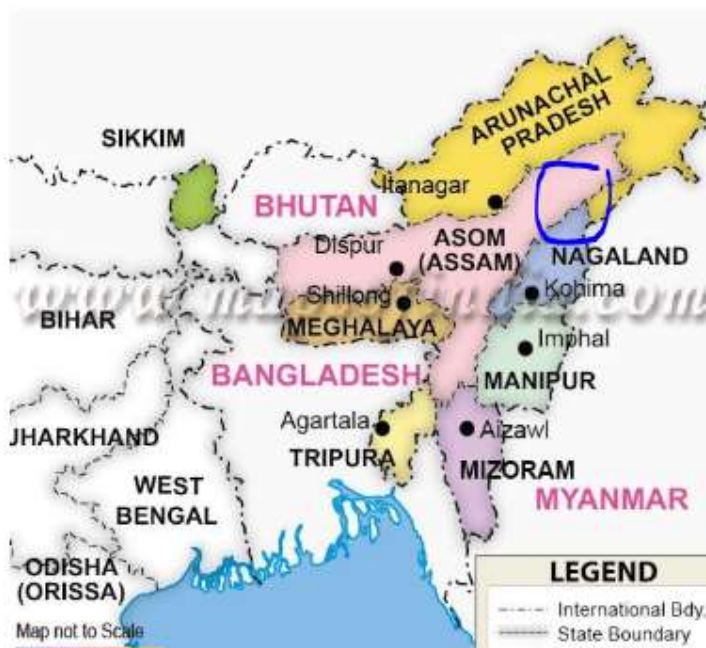 ARUNACHAL
PRADESH
SIKKIM
Itanagar
BHUTAN
Dispur
ASOM
(ASSAM)
NAGALAND
Shillong
Kohima
BIHAR
MEGHALAYA
Imphal
BANGLADESH
MANIPUR
JHARKHAND
Agartala
Aizawl
TRIPURA
MIZORAM
WEST
BENGAL
MYANMAR
ODISHA
(ORISSA)
LEGEND
International Bdy.
State Boundary
Map not to Scale